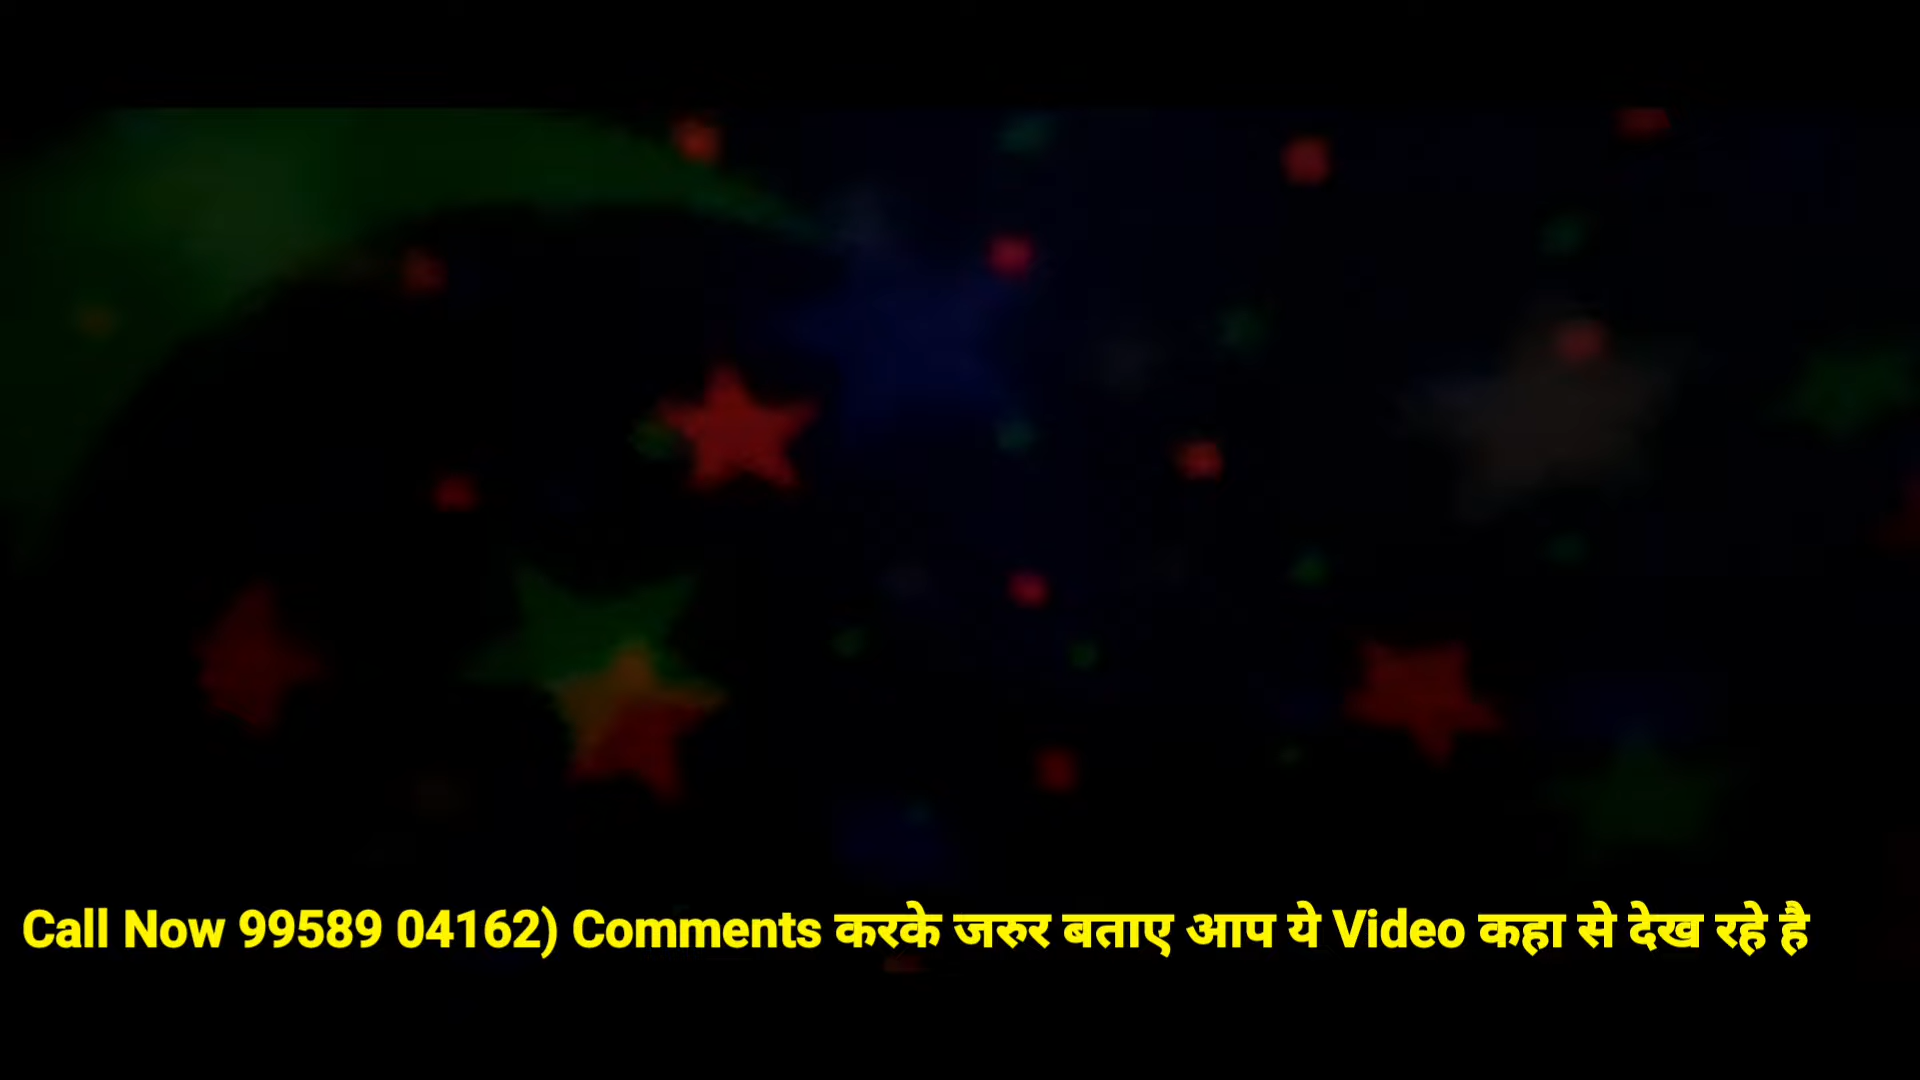 Call Now 99589 04162) Comments करके जरुर बताए आप ये Video कहा से देख रहे है